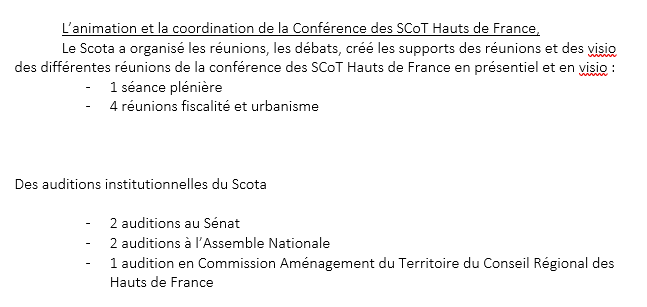 L'animation et la coordination de la Conférence des SCoT Hauts de France,
Le Scota a organisé les réunions, les débats, créé les supports des réunions et des visio
des différentes réunions de la conférence des SCoT Hauts de France en présentiel et en visio :
- 1 séance plénière
- 4 réunions fiscalité et urbanisme
Des auditions institutionnelles du Scota
- 2 auditions au Sénat
- 2 auditions à l'Assemble Nationale
- 1 audition en Commission Aménagement du Territoire du Conseil Régional des
Hauts de France